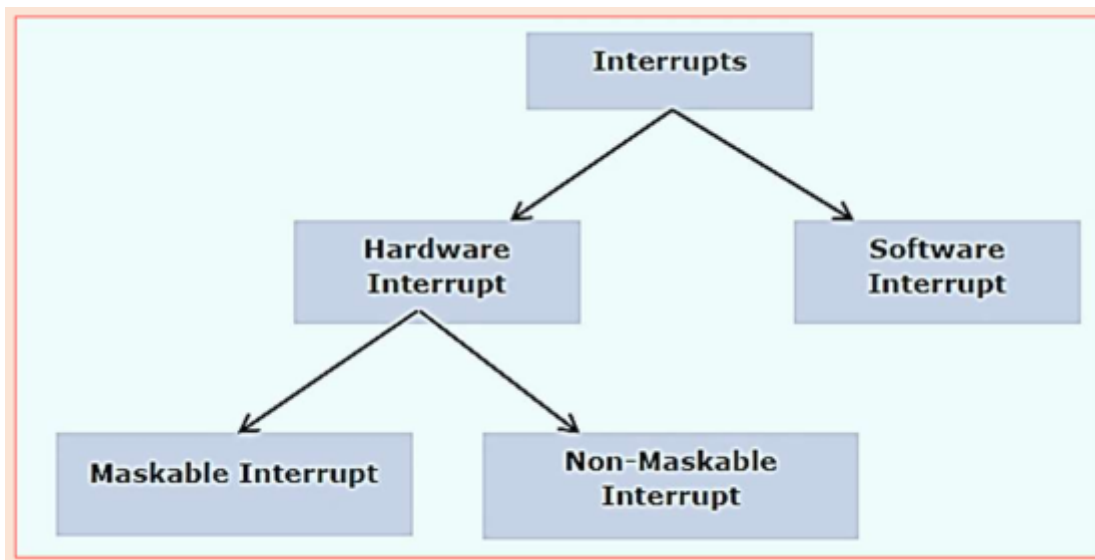 Interrupts
Hardware
Interrupt
Software
Interrupt
Maskable Interrupt
Non-Maskable
Interrupt